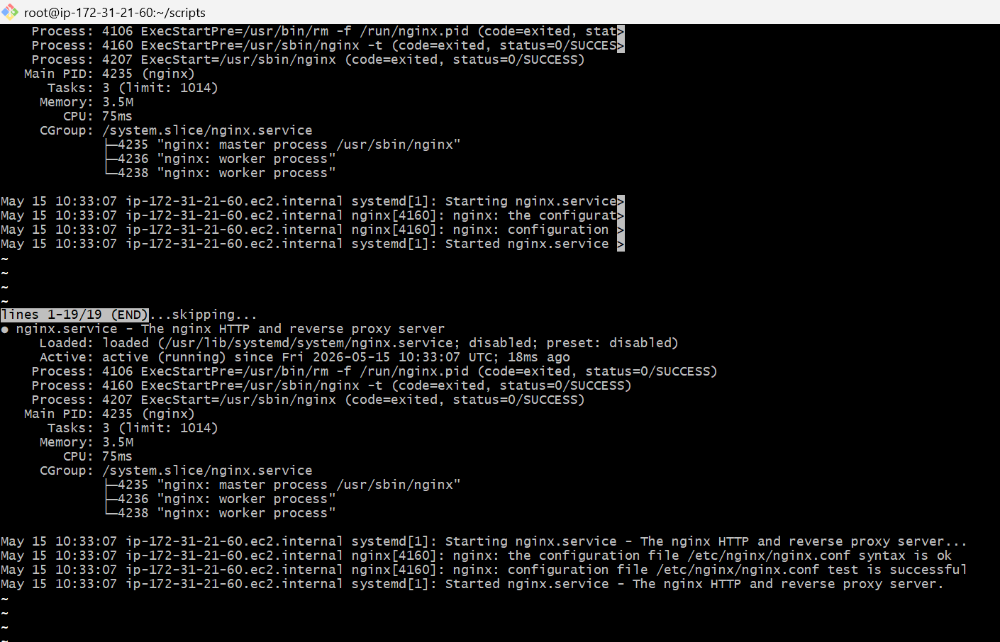 root@ip-172-31-21-60:~/scripts
    Process: 4106 ExecStartPre=/usr/bin/rm -f /run/nginx.pid (code=exited, stat>
    Process: 4160 ExecStartPre=/usr/sbin/nginx -t (code=exited, status=0/SUCCES>
    Process: 4207 ExecStart=/usr/sbin/nginx (code=exited, status=0/SUCCESS)
   Main PID: 4235 (nginx)
      Tasks: 3 (limit: 1014)
     Memory: 3.5M
        CPU: 75ms
     CGroup: /system.slice/nginx.service
             ├─4235 "nginx: master process /usr/sbin/nginx"
             ├─4236 "nginx: worker process"
             └─4238 "nginx: worker process"

May 15 10:33:07 ip-172-31-21-60.ec2.internal systemd[1]: Starting nginx.service>
May 15 10:33:07 ip-172-31-21-60.ec2.internal nginx[4160]: nginx: the configurat>
May 15 10:33:07 ip-172-31-21-60.ec2.internal nginx[4160]: nginx: configuration >
May 15 10:33:07 ip-172-31-21-60.ec2.internal systemd[1]: Started nginx.service >
~
~
~
~
lines 1-19/19 (END)...skipping...
● nginx.service - The nginx HTTP and reverse proxy server
     Loaded: loaded (/usr/lib/systemd/system/nginx.service; disabled; preset: disabled)
     Active: active (running) since Fri 2026-05-15 10:33:07 UTC; 18ms ago
    Process: 4106 ExecStartPre=/usr/bin/rm -f /run/nginx.pid (code=exited, status=0/SUCCESS)
    Process: 4160 ExecStartPre=/usr/sbin/nginx -t (code=exited, status=0/SUCCESS)
    Process: 4207 ExecStart=/usr/sbin/nginx (code=exited, status=0/SUCCESS)
   Main PID: 4235 (nginx)
      Tasks: 3 (limit: 1014)
     Memory: 3.5M
        CPU: 75ms
     CGroup: /system.slice/nginx.service
             ├─4235 "nginx: master process /usr/sbin/nginx"
             ├─4236 "nginx: worker process"
             └─4238 "nginx: worker process"

May 15 10:33:07 ip-172-31-21-60.ec2.internal systemd[1]: Starting nginx.service - The nginx HTTP and reverse proxy server...
May 15 10:33:07 ip-172-31-21-60.ec2.internal nginx[4160]: nginx: the configuration file /etc/nginx/nginx.conf syntax is ok
May 15 10:33:07 ip-172-31-21-60.ec2.internal nginx[4160]: nginx: configuration file /etc/nginx/nginx.conf test is successful
May 15 10:33:07 ip-172-31-21-60.ec2.internal systemd[1]: Started nginx.service - The nginx HTTP and reverse proxy server.
~
~
~
~